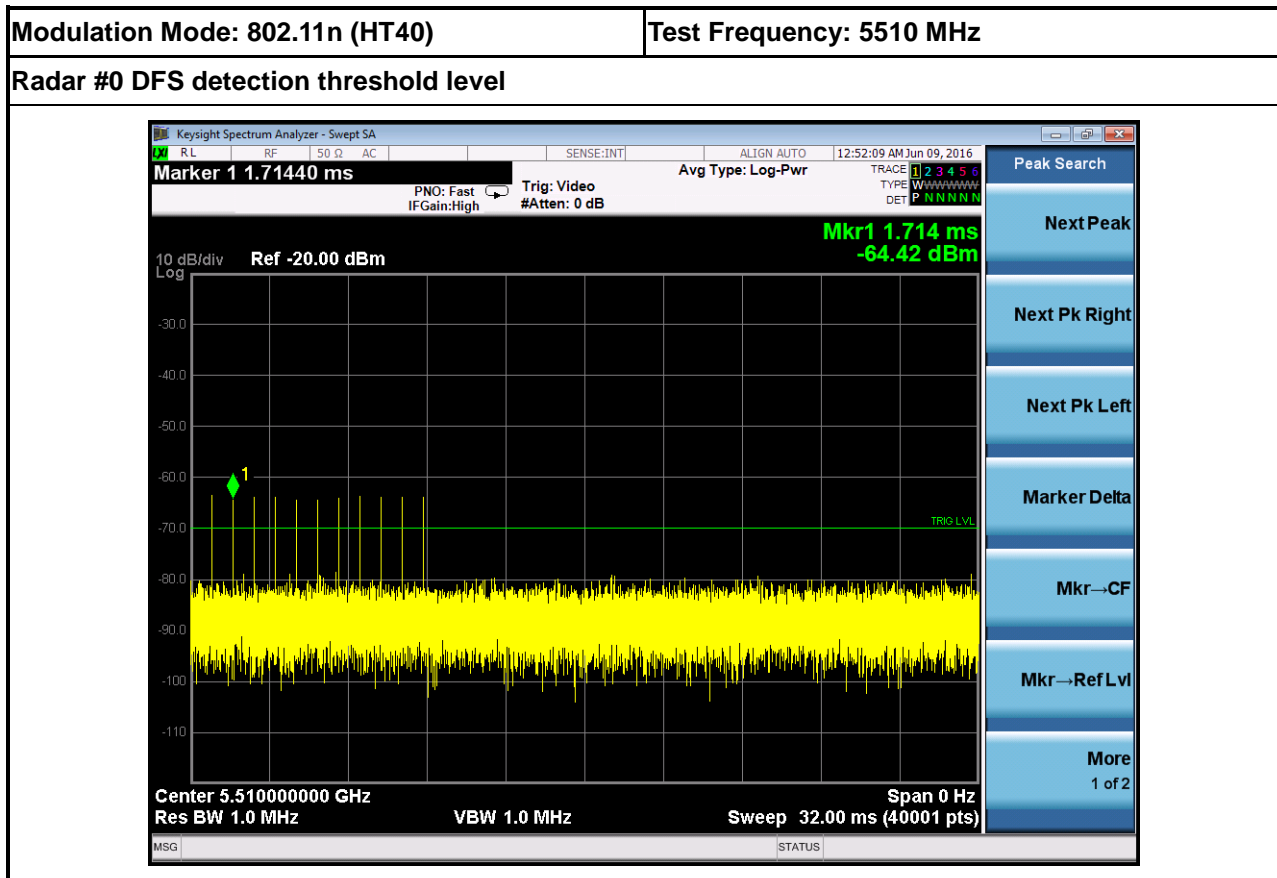 Modulation Mode: 802.11n (HT40)
Test Frequency: 5510 MHz
Radar #0 DFS detection threshold level
Keysight Spectrum Analyzer - Swept SA
LXI RL RF 50 Ω AC SENSE:INT ALIGN AUTO 12:52:09 AM Jun 09, 2016
Marker 1 1.71440 ms
PNO: Fast
IFGain:High
Trig: Video
#Atten: 0 dB
Avg Type: Log-Pwr
TRACE 1 2 3 4 5 6
TYPE WWWWWWW
DET P N N N N N
Peak Search
Mkr1 1.714 ms
-64.42 dBm
10 dB/div Ref -20.00 dBm
Log
-30.0
-40.0
-50.0
-60.0
-70.0
-80.0
-90.0
-100
-110
1
TRIG LVL
Center 5.510000000 GHz
Span 0 Hz
Res BW 1.0 MHz
VBW 1.0 MHz
Sweep 32.00 ms (40001 pts)
MSG
STATUS
Next Peak
Next Pk Right
Next Pk Left
Marker Delta
Mkr→CF
Mkr→Ref Lvl
More
1 of 2